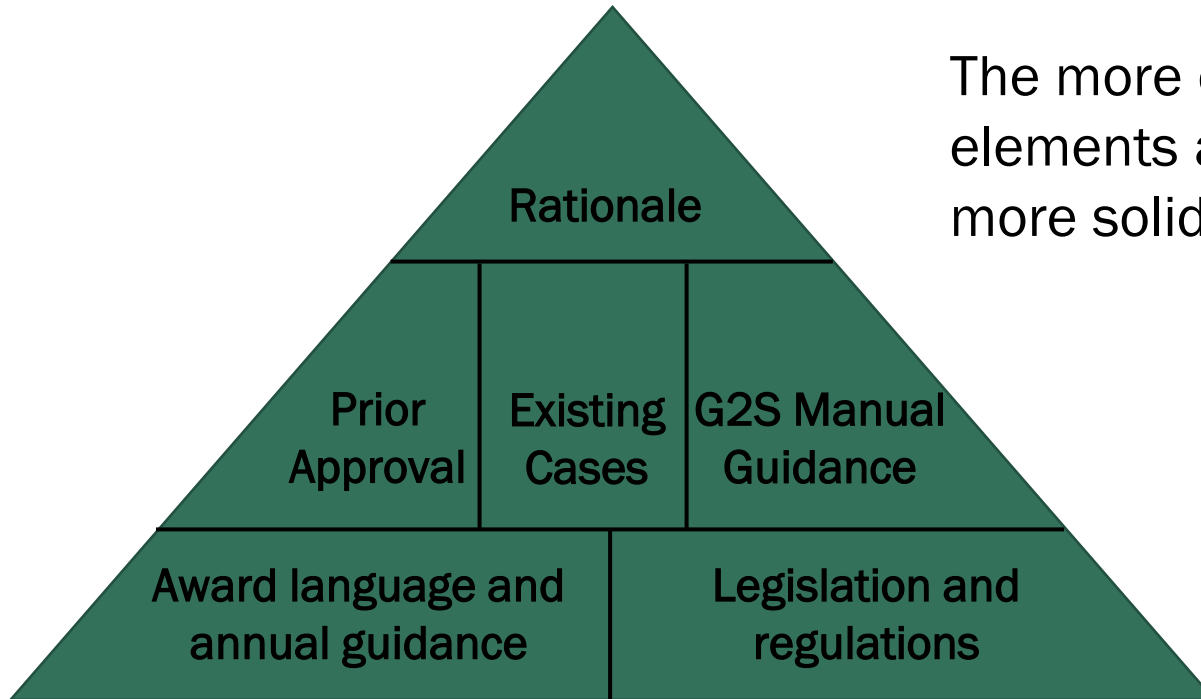 The more
elements
more solid
Rationale
Prior
Approval
Existing
Cases
G2S Manual
Guidance
Award language and
annual guidance
Legislation and
regulations